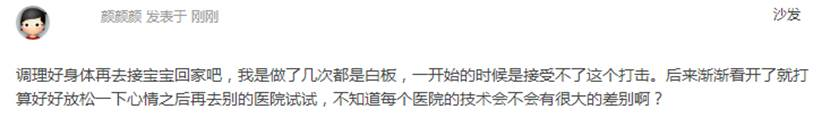 颜颜颜 发表于 刚刚 沙发
调理好身体再去接宝宝回家吧，我是做了几次都是白板，一开始的时候是接受不了这个打击。后来渐渐看开了就打
算好好放松一下心情之后再去别的医院试试，不知道每个医院的技术会不会有很大的差别啊？